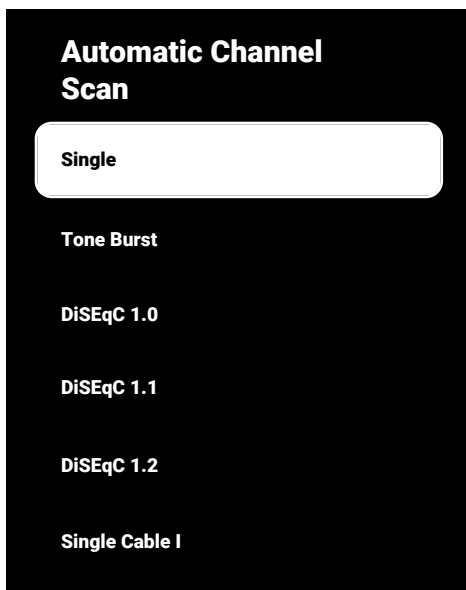 Automatic Channel
Scan
Single
Tone Burst
DiSEqC 1.0
DiSEqC 1.1
DiSEqC 1.2
Single Cable I